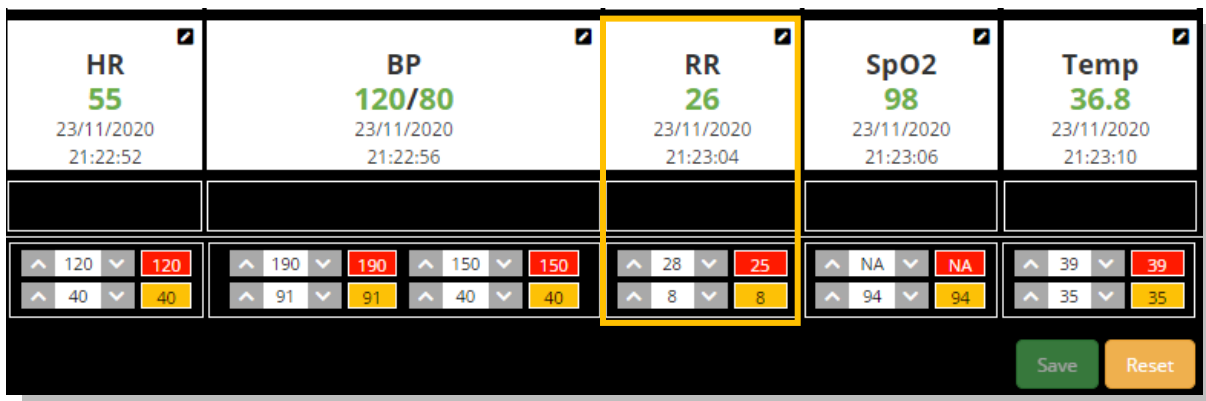 HR BP RR SpO2 Temp
55 120/80 26 98 36.8
23/11/2020 23/11/2020 23/11/2020 23/11/2020 23/11/2020
21:22:52 21:22:56 21:23:04 21:23:06 21:23:10
120 120 190 190 150 150 28 25 NA NA 39 39
40 40 91 91 40 40 8 8 94 94 35 35
Save Reset